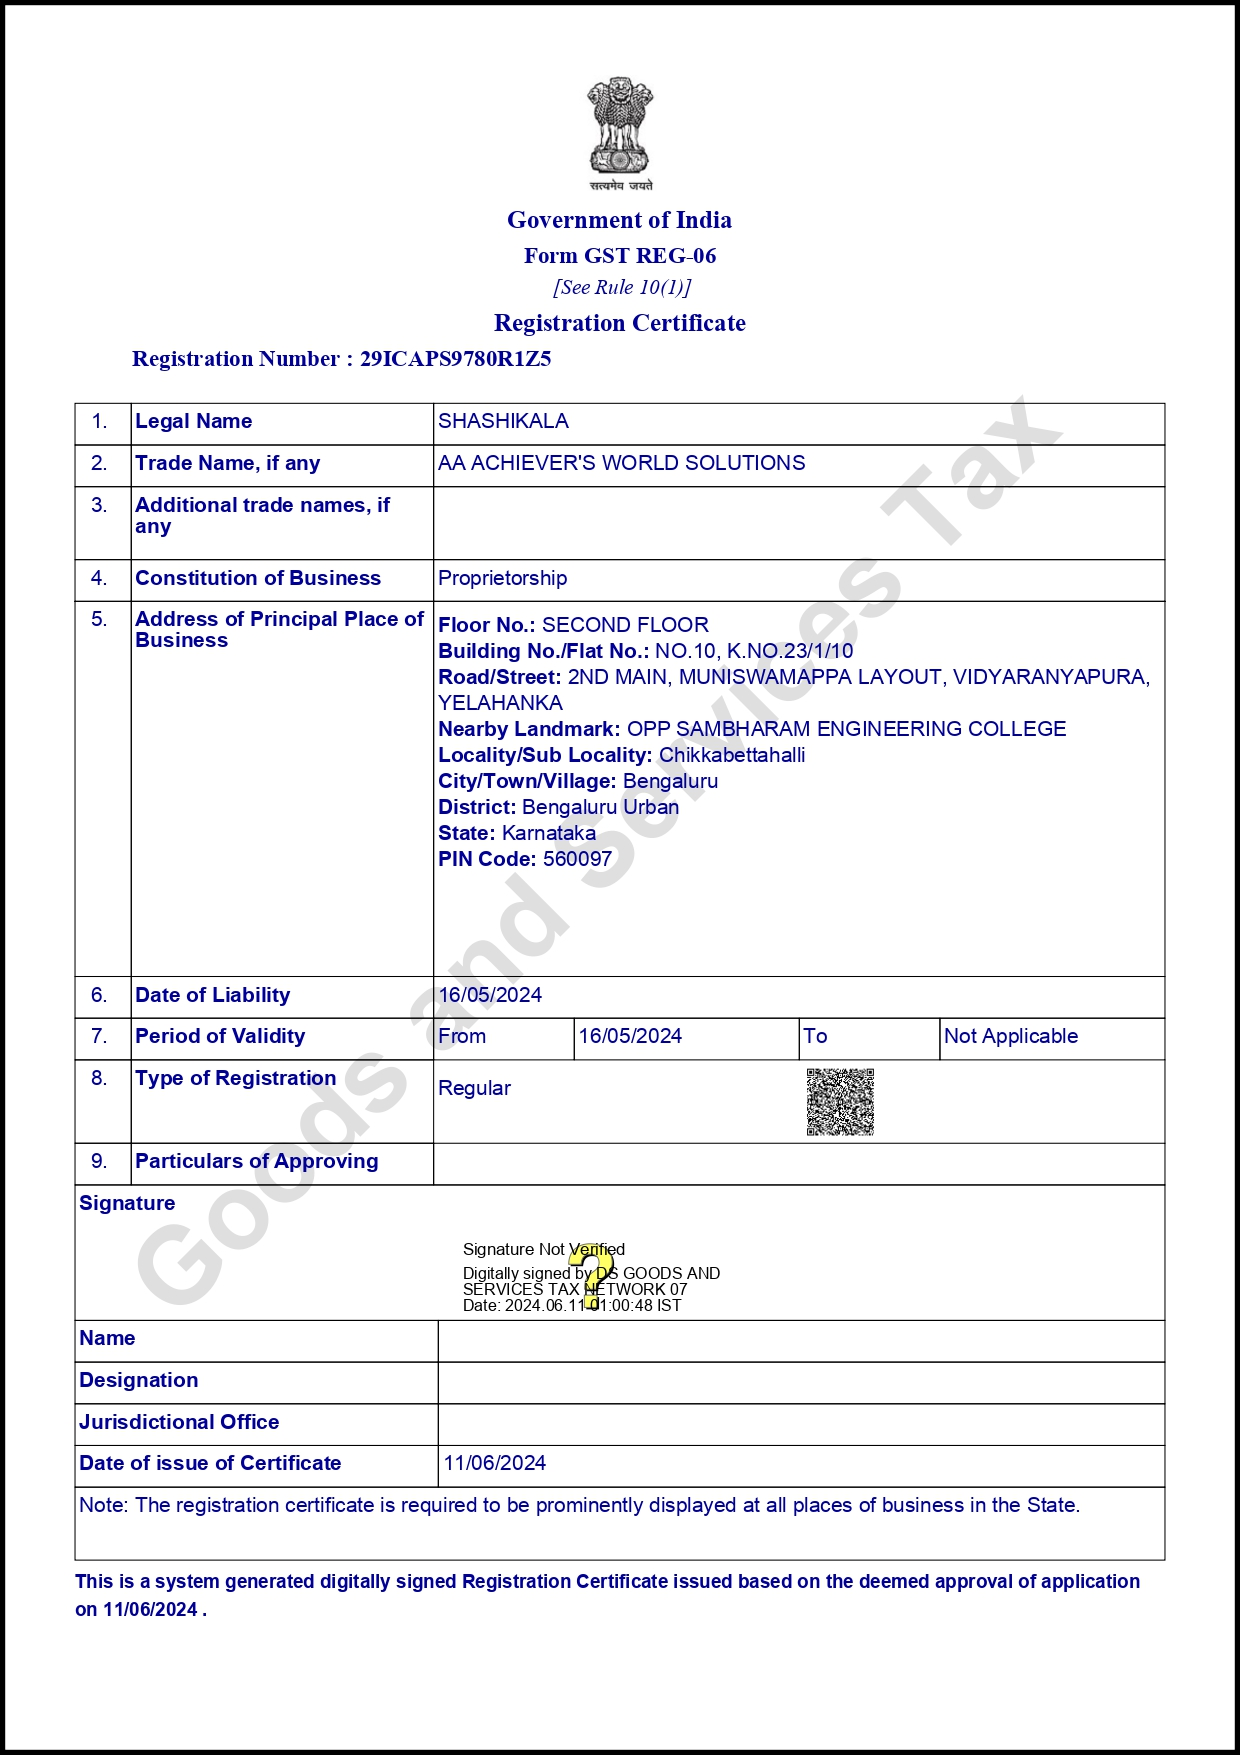 सत्यमेव जयते
Government of India
Form GST REG-06
[See Rule 10(1)]
Registration Certificate
Registration Number : 29ICAPS9780R1Z5
1. Legal Name SHASHIKALA
2. Trade Name, if any AA ACHIEVER'S WORLD SOLUTIONS
3. Additional trade names, if
any
4. Constitution of Business Proprietorship
5. Address of Principal Place of
Business
Floor No.: SECOND FLOOR
Building No./Flat No.: NO.10, K.NO.23/1/10
Road/Street: 2ND MAIN, MUNISWAMAPPA LAYOUT, VIDYARANYAPURA,
YELAHANKA
Nearby Landmark: OPP SAMBHARAM ENGINEERING COLLEGE
Locality/Sub Locality: Chikkabettahalli
City/Town/Village: Bengaluru
District: Bengaluru Urban
State: Karnataka
PIN Code: 560097
6. Date of Liability 16/05/2024
7. Period of Validity From 16/05/2024 To Not Applicable
8. Type of Registration Regular
9. Particulars of Approving
Signature
Signature Not Verified
Digitally signed by DS GOODS AND
SERVICES TAX NETWORK 07
Date: 2024.06.11 01:00:48 IST
Name
Designation
Jurisdictional Office
Date of issue of Certificate 11/06/2024
Note: The registration certificate is required to be prominently displayed at all places of business in the State.
This is a system generated digitally signed Registration Certificate issued based on the deemed approval of application
on 11/06/2024 .
Goods and Services Tax